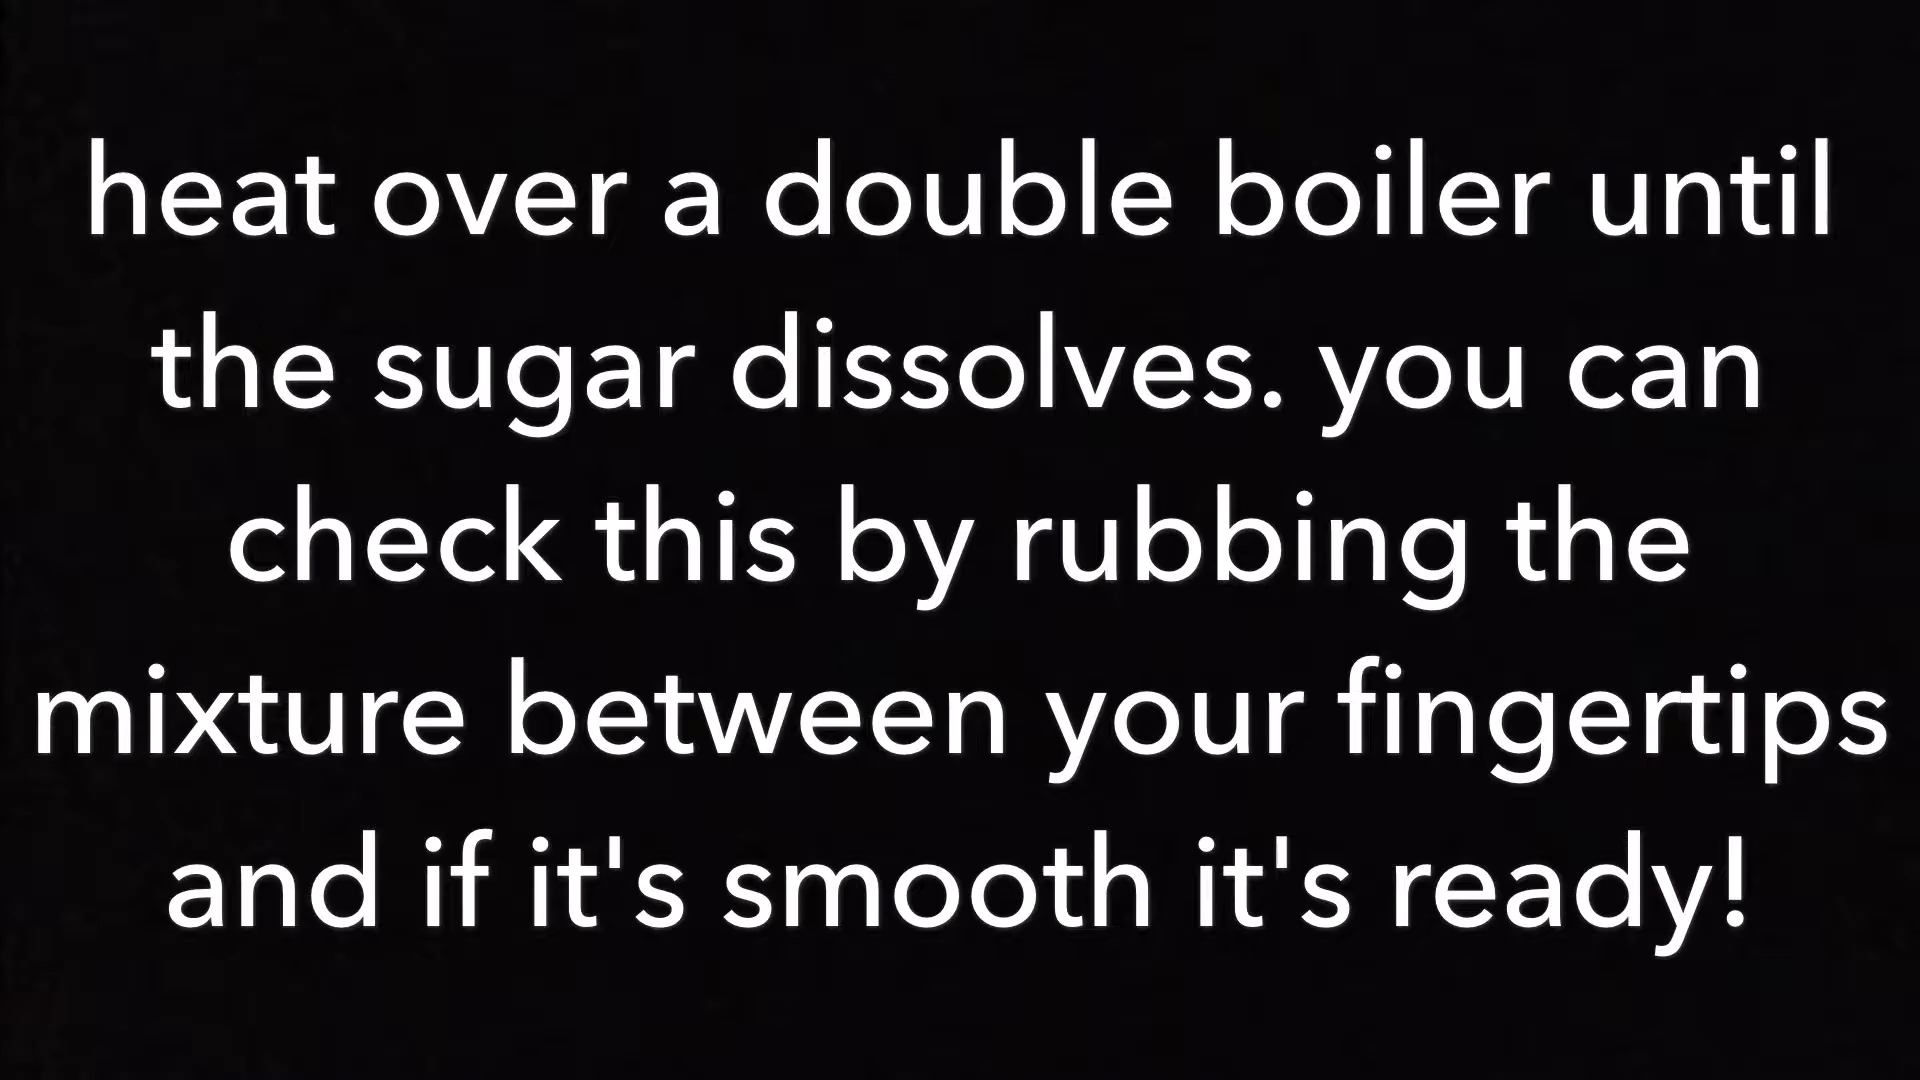 heat over a double boiler until
the sugar dissolves. you can
check this by rubbing the
mixture between your fingertips
and if it's smooth it's ready!